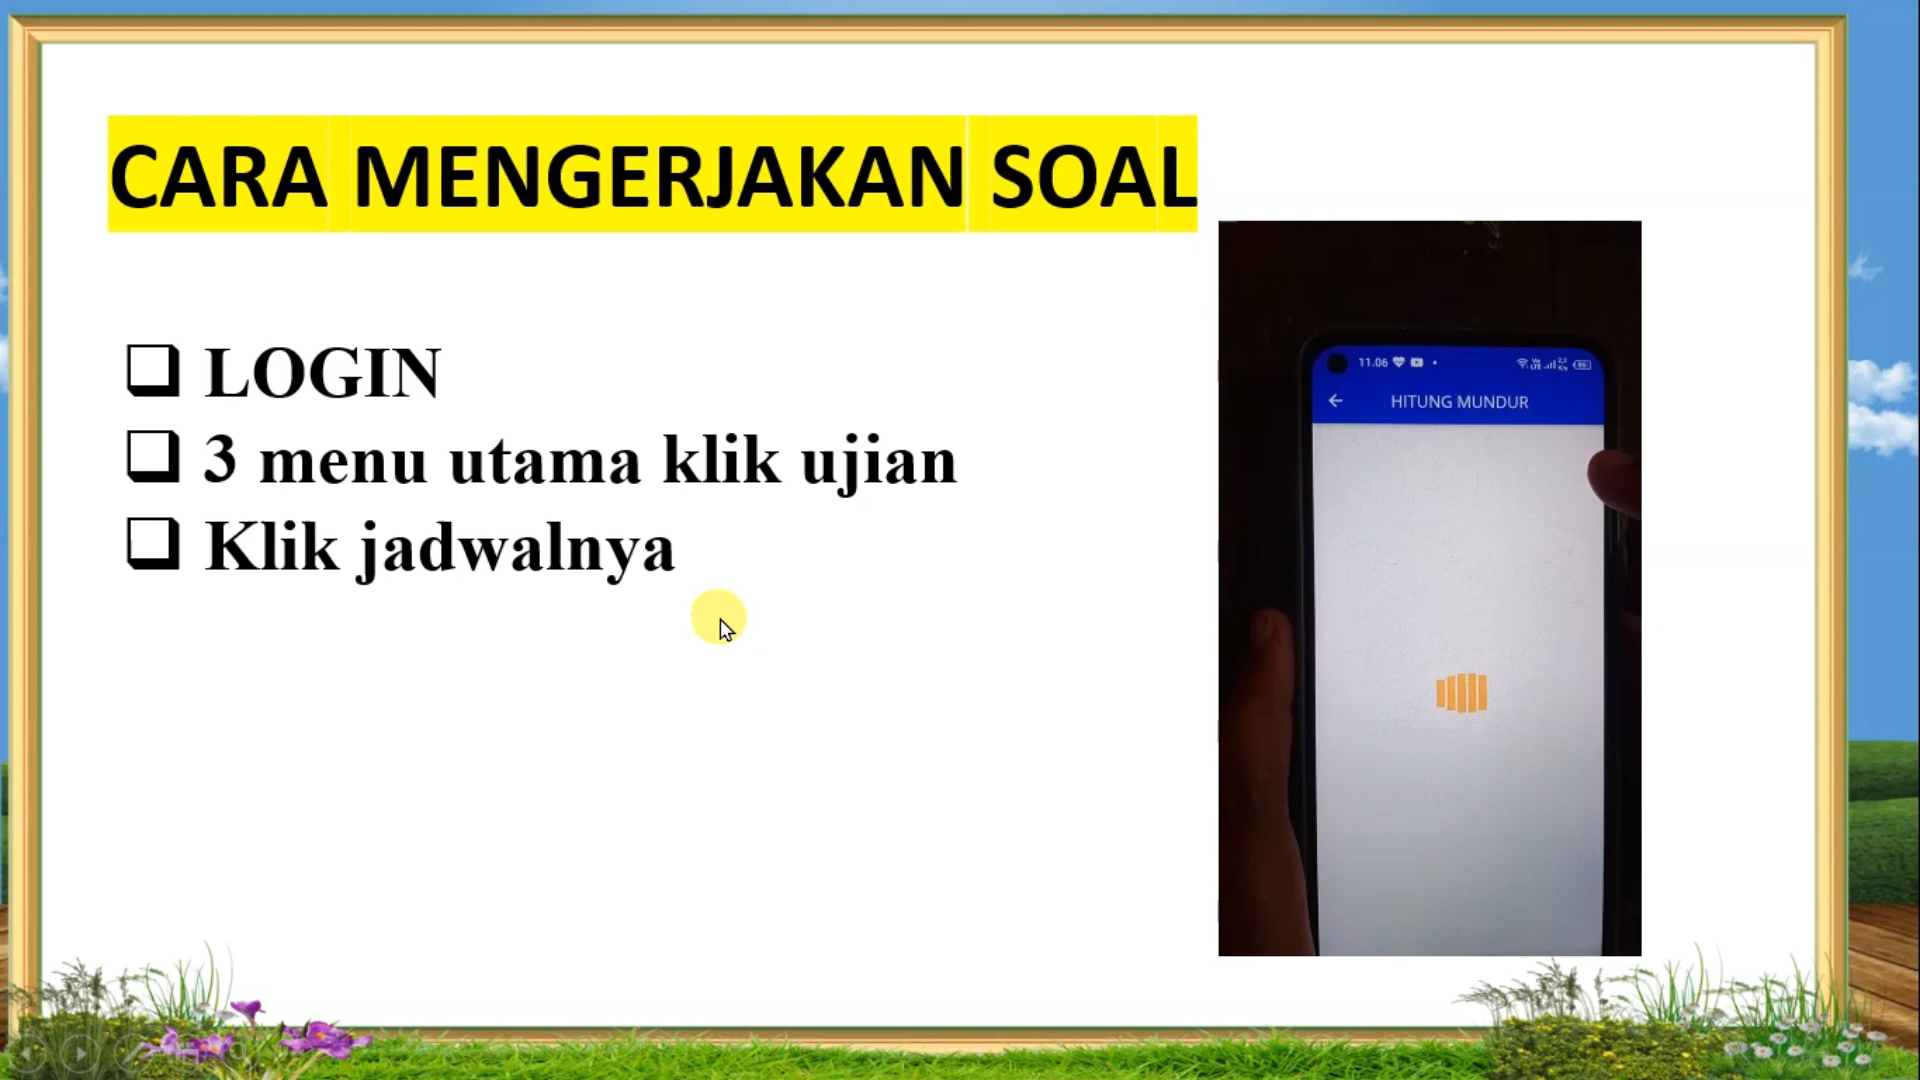 CARA MENGERJAKAN SOAL
LOGIN
3 menu utama klik ujian
Klik jadwalnya
11.06
HITUNG MUNDUR